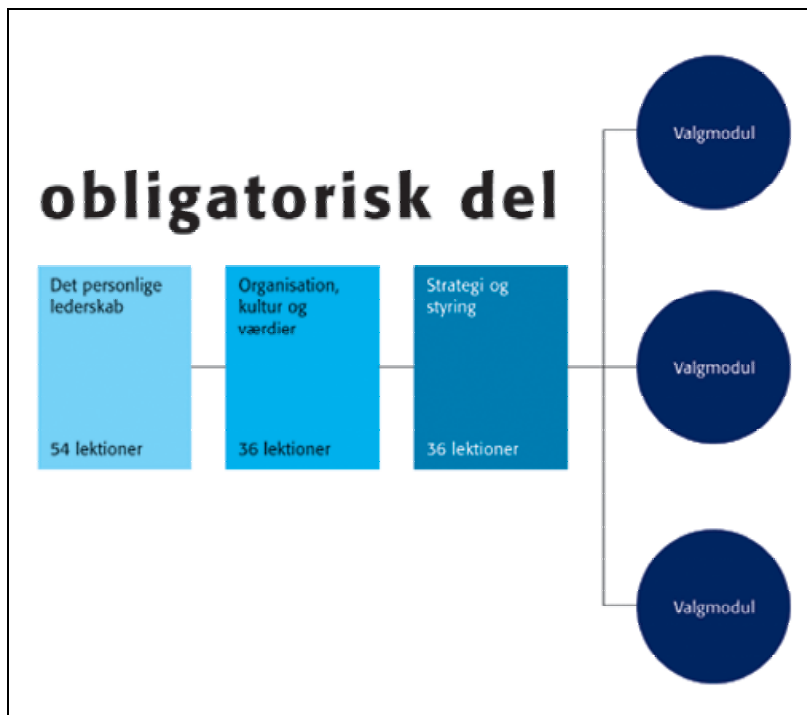 obligatorisk del
Det personlige
lederskab
54 lektioner
Organisation,
kultur og
værdier
36 lektioner
Strategi og
styring
36 lektioner
Valgmodul
Valgmodul
Valgmodul